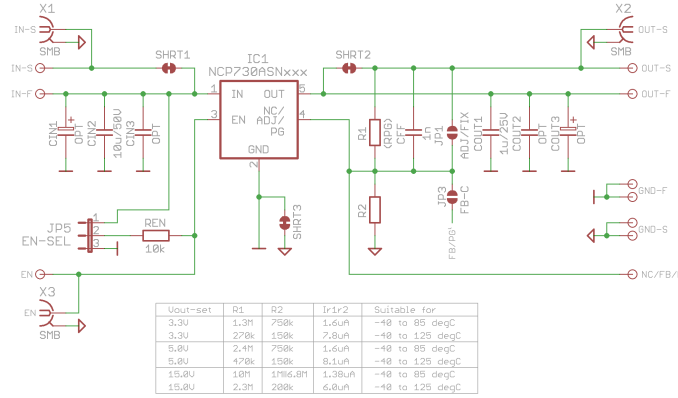 X1
X2
IN-S
OUT-S
SMB
SMB
SHRT1
SHRT2
IC1
NCP730ASNxxx
IN-S
OUT-S
IN-F
OUT-F
1
IN
OUT
5
3
EN
NC/
ADJ/
PG
4
GND
2
CIN1
OPT
CIN2
10u/50V
CIN3
OPT
R1
(RPG)
CFF
1n
JP1
ADJ/FIX
COUT1
1u/25V
COUT2
OPT
COUT3
OPT
GND-F
JP3
FB-C
R2
SHRT3
FB/PG'
GND-S
JP5
EN-SEL
1
2
3
REN
10k
EN
NC/FB/
X3
EN
SMB
Vout-set R1 R2 Ir1r2 Suitable for
3.3V 1.3M 750k 1.6uA -40 to 85 degC
3.3V 270k 150k 7.8uA -40 to 125 degC
5.0V 2.4M 750k 1.6uA -40 to 85 degC
5.0V 470k 150k 8.1uA -40 to 125 degC
15.0V 10M 1M||6.8M 1.38uA -40 to 85 degC
15.0V 2.3M 200k 6.0uA -40 to 125 degC